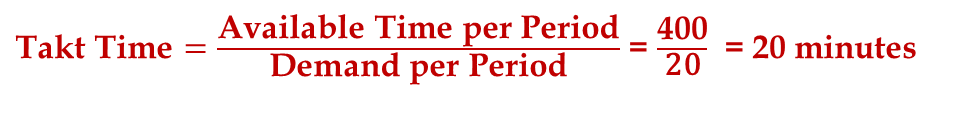 Takt Time = Available Time per Period / Demand per Period = 400 / 20 = 20 minutes